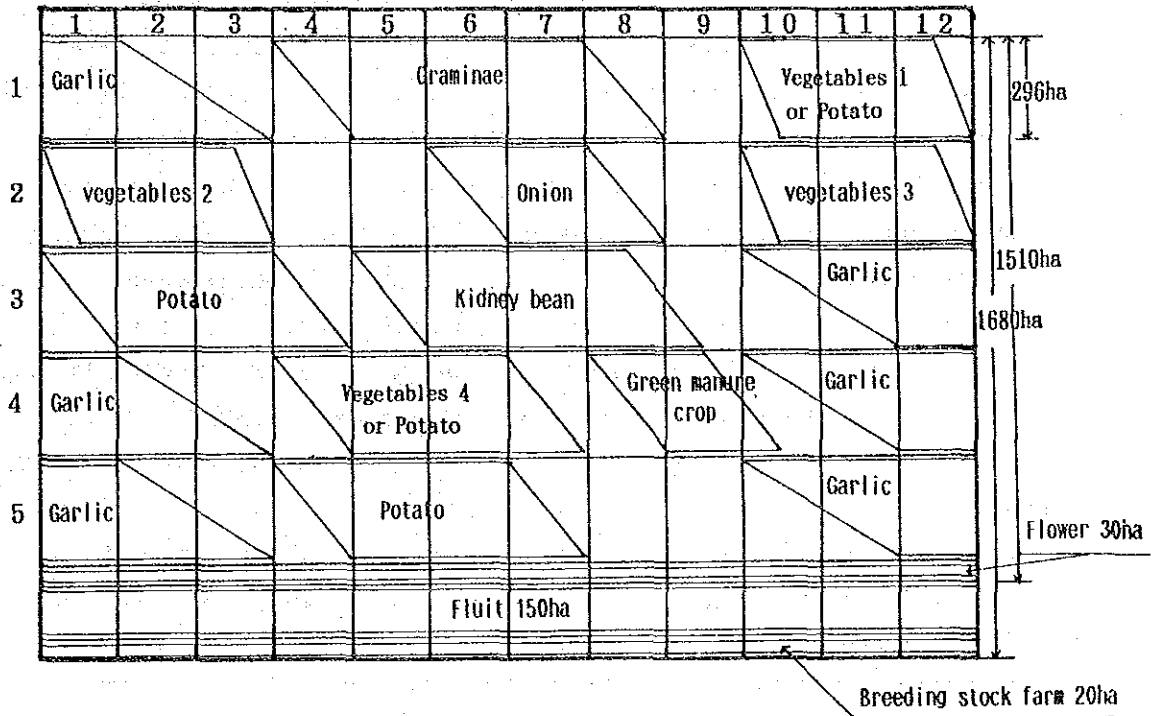 1 2 3 4 5 6 7 8 9 10 11 12
1 Garlic Graminae Vegetables 1
or Potato
296ha
2 vegetables 2 Onion vegetables 3
1510ha
3 Potato Kidney bean Garlic
1680ha
4 Garlic Vegetables 4
or Potato
Green manure
crop
Garlic
5 Garlic Potato Garlic
Flower 30ha
Fluit 150ha
Breeding stock farm 20ha